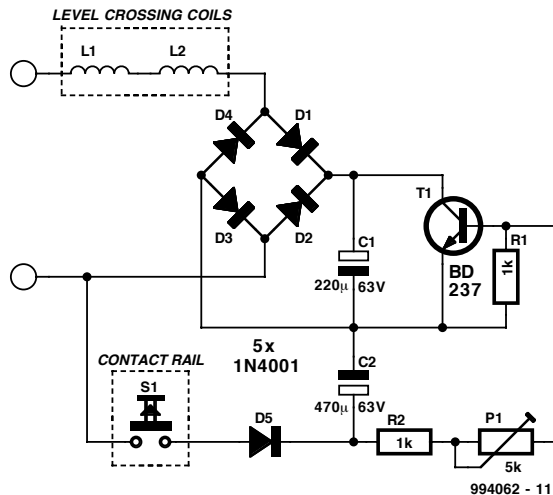 LEVEL CROSSING COILS
L1
L2
D4
D1
D3
D2
T1
C1
220µ 63V
BD
237
R1
1k
5x
1N4001
CONTACT RAIL
S1
C2
470µ 63V
D5
R2
1k
P1
5k
994062 - 11